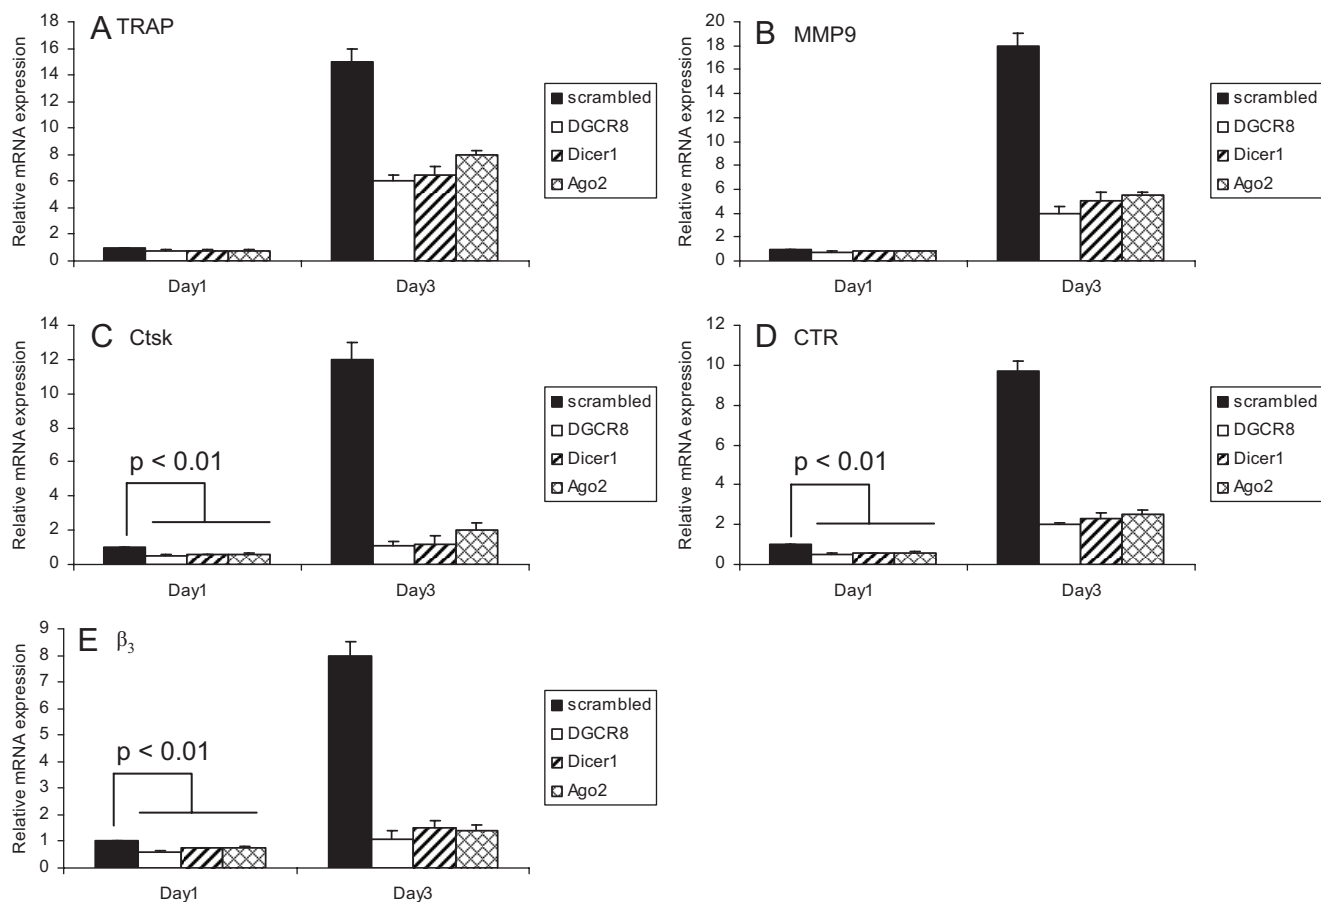 A TRAP
Relative mRNA expression
18
16
14
12
10
8
6
4
2
0
Day1
Day3
scrambled
DGCR8
Dicer1
Ago2
B MMP9
Relative mRNA expression
20
18
16
14
12
10
8
6
4
2
0
Day1
Day3
scrambled
DGCR8
Dicer1
Ago2
C Ctsk
Relative mRNA expression
14
12
10
8
6
4
2
0
p < 0.01
Day1
Day3
scrambled
DGCR8
Dicer1
Ago2
D CTR
Relative mRNA expression
12
10
8
6
4
2
0
p < 0.01
Day1
Day3
scrambled
DGCR8
Dicer1
Ago2
E β₃
Relative mRNA expression
9
8
7
6
5
4
3
2
1
0
p < 0.01
Day1
Day3
scrambled
DGCR8
Dicer1
Ago2